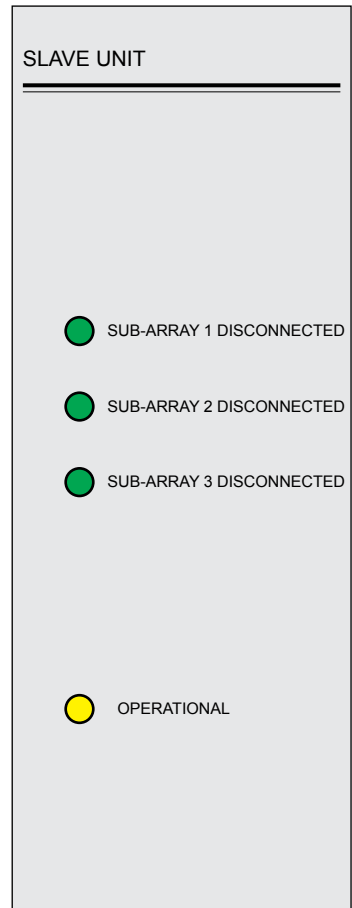 SLAVE UNIT
SUB-ARRAY 1 DISCONNECTED
SUB-ARRAY 2 DISCONNECTED
SUB-ARRAY 3 DISCONNECTED
OPERATIONAL